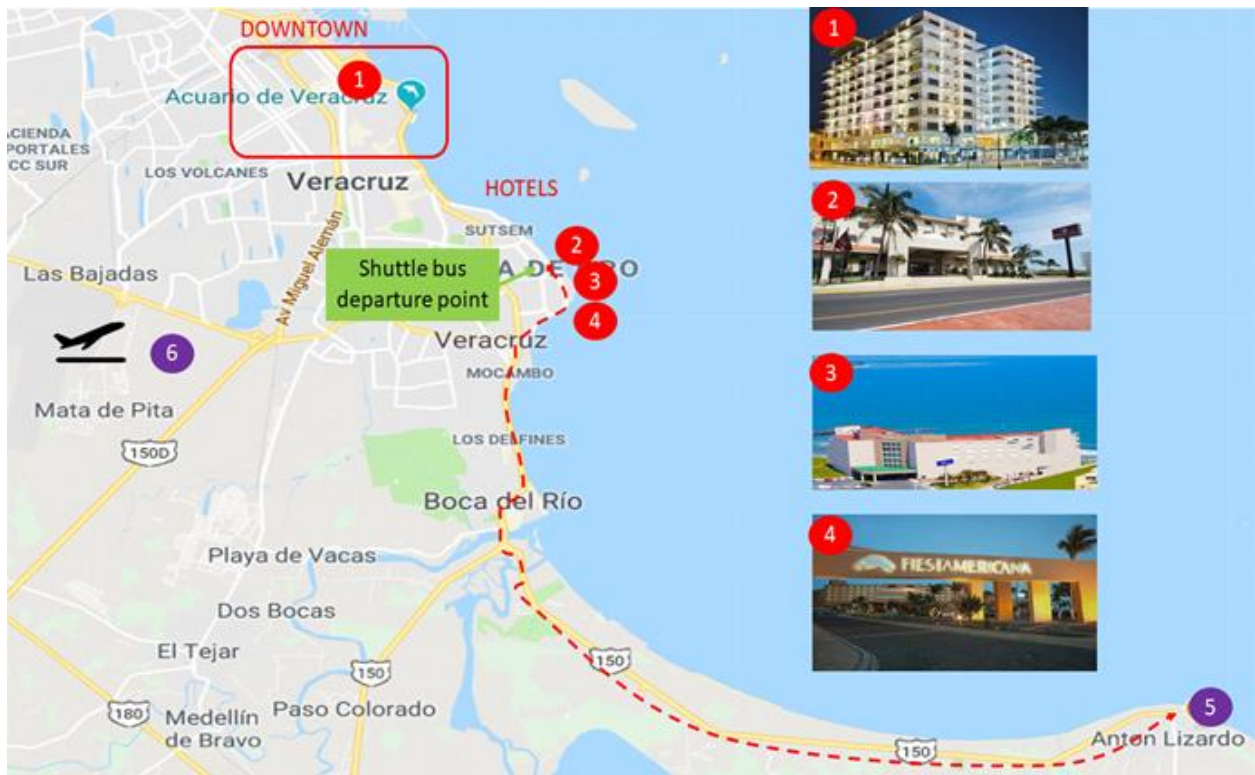 DOWNTOWN
1
Acuario de Veracruz
ACIENDA
PORTALES
CC SUR
LOS VOLCANES
Veracruz
HOTELS
SUTSEM
Av Miguel Alemán
Las Bajadas
Shuttle bus
departure point
A DE
RO
2
3
4
6
Veracruz
MOCAMBO
Mata de Pita
150D
LOS DELFINES
Boca del Río
Playa de Vacas
Dos Bocas
El Tejar
150
150
180
Medellín
de Bravo
Paso Colorado
150
5
Anton Lizardo
1
2
3
4
FIESTAMERICANA